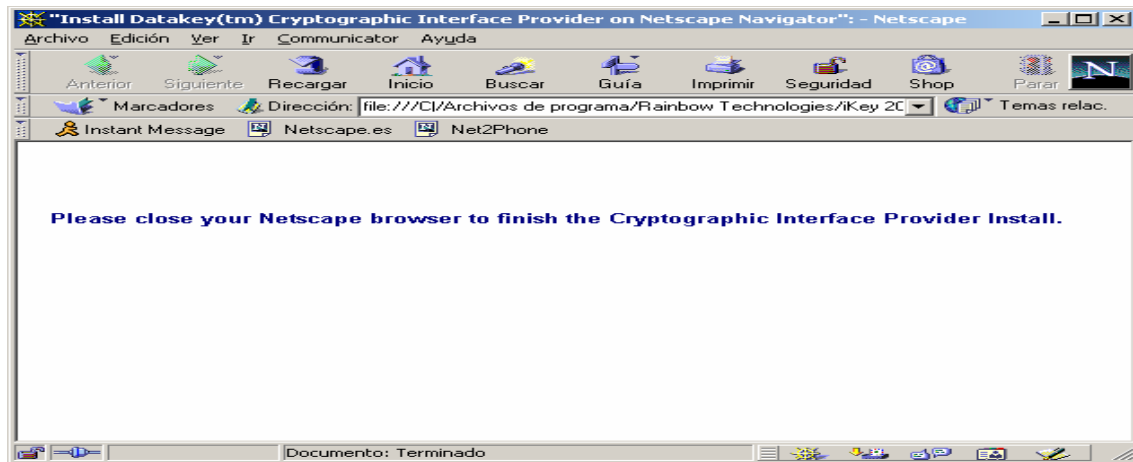 "Install Datakey(tm) Cryptographic Interface Provider on Netscape Navigator": - Netscape
Archivo Edición Ver Ir Communicator Ayuda
Anterior Siguiente Recargar Inicio Buscar Guía Imprimir Seguridad Shop Parar N
Marcadores Dirección: file:///C|/Archivos de programa/Rainbow Technologies/iKey 20 Temas relac.
Instant Message Netscape.es Net2Phone
Please close your Netscape browser to finish the Cryptographic Interface Provider Install.
Documento: Terminado